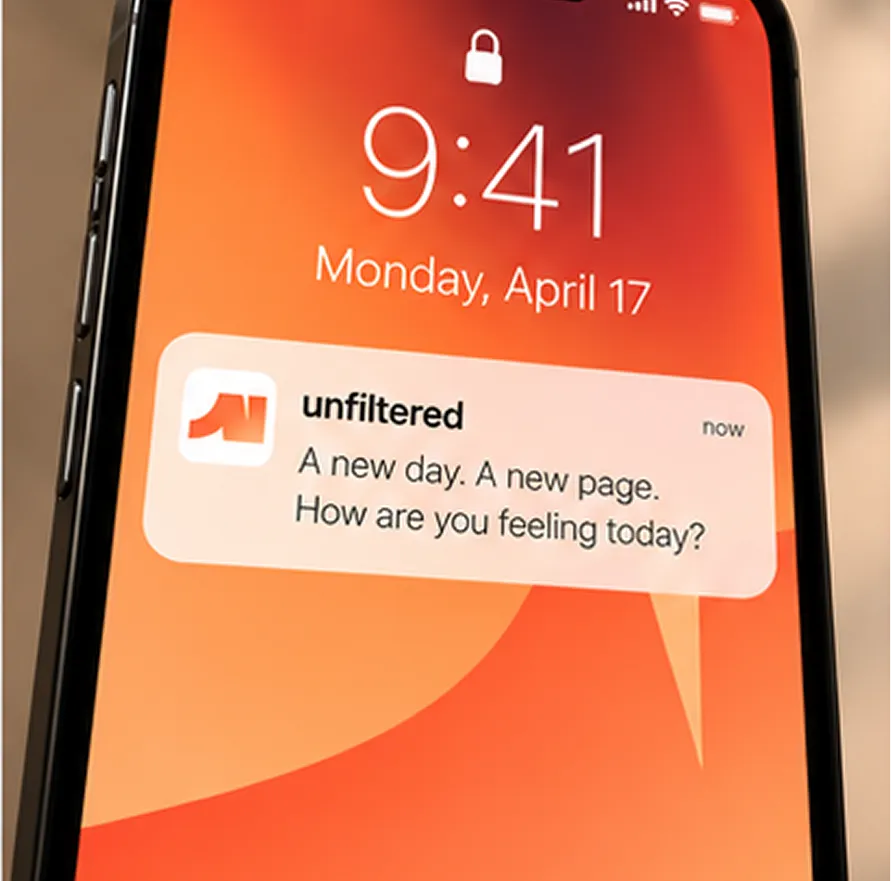 9:41
Monday, April 17
unfiltered
now
A new day. A new page.
How are you feeling today?